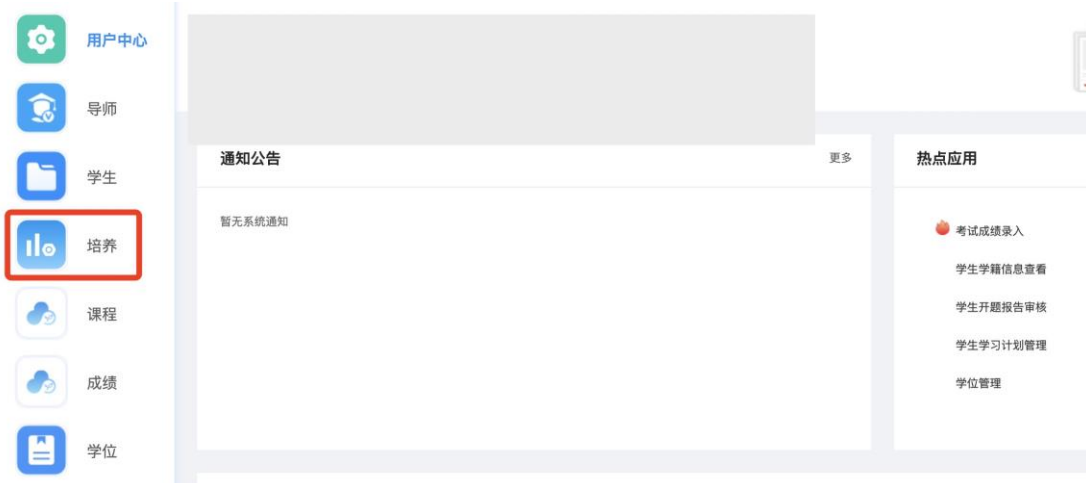 用户中心
导师
学生
培养
课程
成绩
学位
通知公告
更多
暂无系统通知
热点应用
考试成绩录入
学生学籍信息查看
学生开题报告审核
学生学习计划管理
学位管理